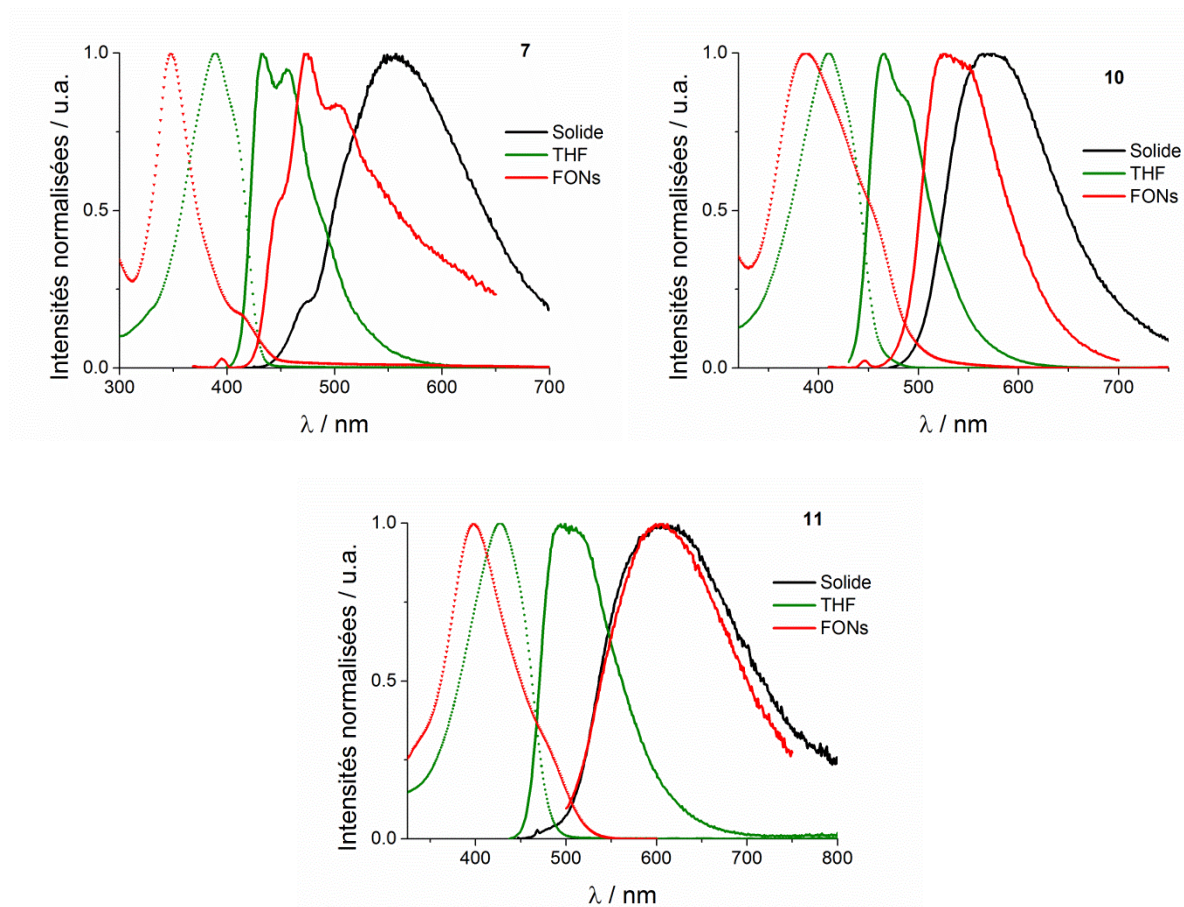 7
1.0
0.5
0.0
Intensités normalisées / u.a.
Solide
THF
FONs
300 400 500 600 700
λ / nm
10
1.0
0.5
0.0
Intensités normalisées / u.a.
Solide
THF
FONs
400 500 600 700
λ / nm
11
1.0
0.5
0.0
Intensités normalisées / u.a.
Solide
THF
FONs
400 500 600 700 800
λ / nm